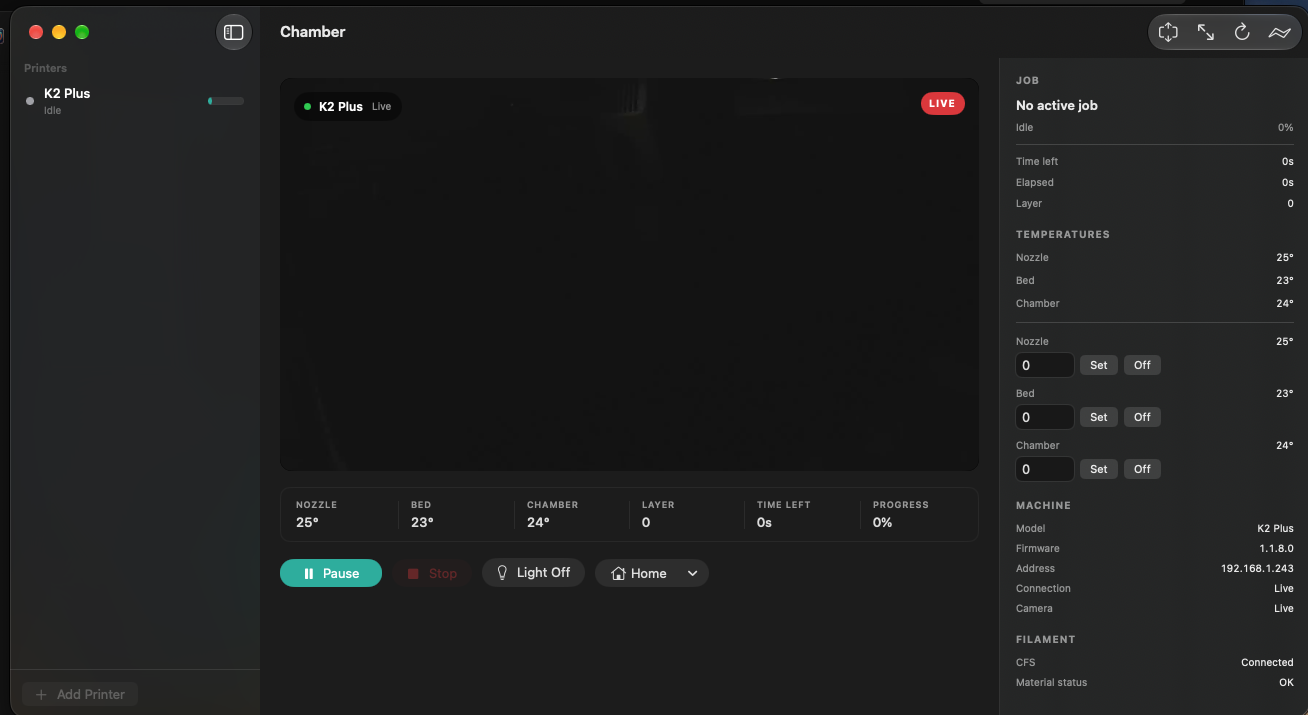 Chamber
Printers
K2 Plus
Idle
+ Add Printer
K2 Plus Live
LIVE
NOZZLE
25°
BED
23°
CHAMBER
24°
LAYER
0
TIME LEFT
0s
PROGRESS
0%
Pause
Stop
Light Off
Home
JOB
No active job
Idle 0%
Time left 0s
Elapsed 0s
Layer 0
TEMPERATURES
Nozzle 25°
Bed 23°
Chamber 24°
Nozzle 25°
0 Set Off
Bed 23°
0 Set Off
Chamber 24°
0 Set Off
MACHINE
Model K2 Plus
Firmware 1.1.8.0
Address 192.168.1.243
Connection Live
Camera Live
FILAMENT
CFS Connected
Material status OK